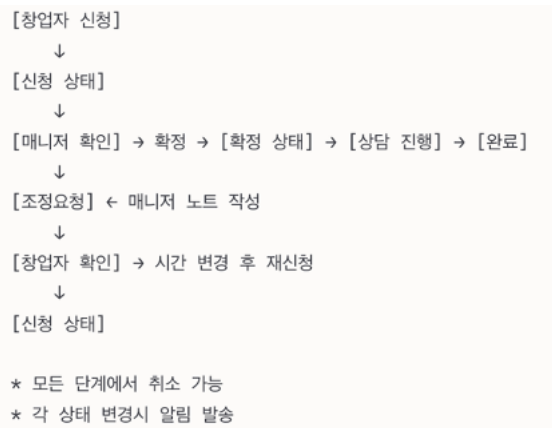 [창업자 신청]
↓
[신청 상태]
↓
[매니저 확인] → 확정 → [확정 상태] → [상담 진행] → [완료]
↓
[조정요청] ← 매니저 노트 작성
↓
[창업자 확인] → 시간 변경 후 재신청
↓
[신청 상태]
* 모든 단계에서 취소 가능
* 각 상태 변경시 알림 발송